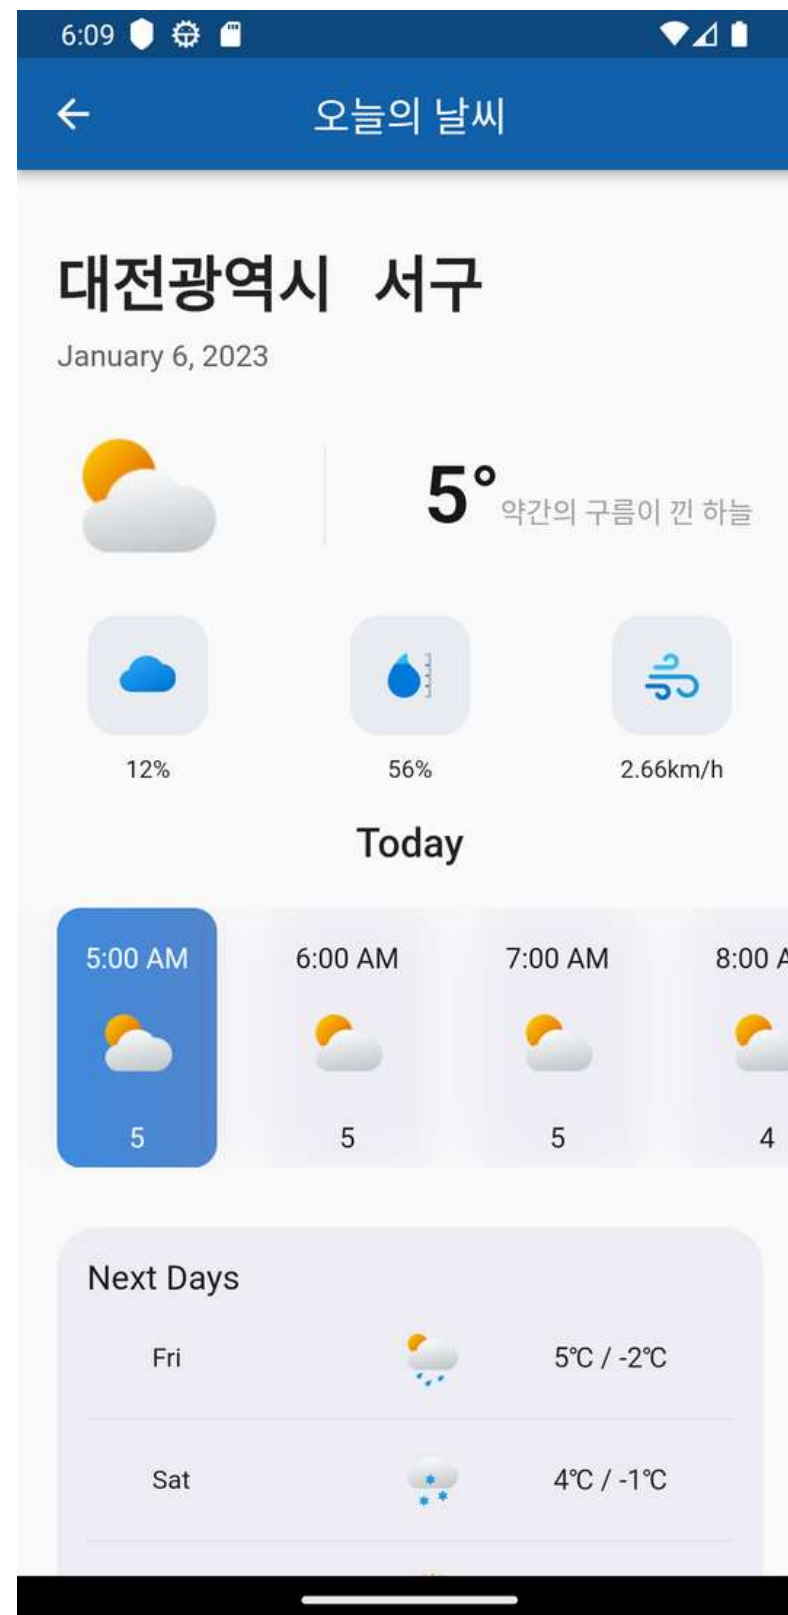 6:09
오늘의 날씨
대전광역시 서구
January 6, 2023
5° 약간의 구름이 낀 하늘
12% 56% 2.66km/h
Today
5:00 AM 6:00 AM 7:00 AM 8:00 A
5 5 5 4
Next Days
Fri 5℃ / -2℃
Sat 4℃ / -1℃